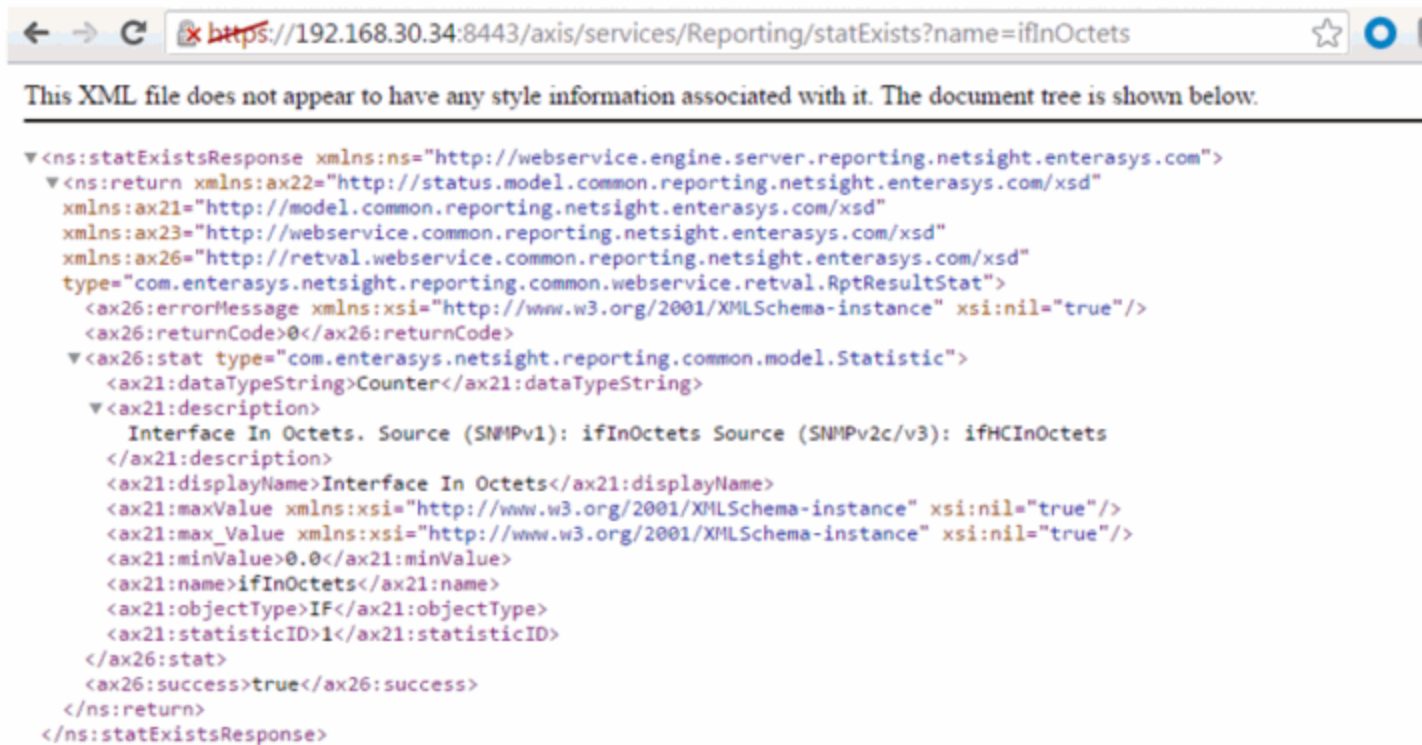 https://192.168.30.34:8443/axis/services/Reporting/statExists?name=ifInOctets
This XML file does not appear to have any style information associated with it. The document tree is shown below.
▼<ns:statExistsResponse xmlns:ns="http://webservice.engine.server.reporting.netsight.enterasys.com">
▼<ns:return xmlns:ax22="http://status.model.common.reporting.netsight.enterasys.com/xsd"
xmlns:ax21="http://model.common.reporting.netsight.enterasys.com/xsd"
xmlns:ax23="http://webservice.common.reporting.netsight.enterasys.com/xsd"
xmlns:ax26="http://retval.webservice.common.reporting.netsight.enterasys.com/xsd"
type="com.enterasys.netsight.reporting.common.webservice.retval.RptResultStat">
<ax26:errorMessage xmlns:xsi="http://www.w3.org/2001/XMLSchema-instance" xsi:nil="true"/>
<ax26:returnCode>0</ax26:returnCode>
▼<ax26:stat type="com.enterasys.netsight.reporting.common.model.Statistic">
<ax21:dataTypeString>Counter</ax21:dataTypeString>
▼<ax21:description>
Interface In Octets. Source (SNMPv1): ifInOctets Source (SNMPv2c/v3): ifHCInOctets
</ax21:description>
<ax21:displayName>Interface In Octets</ax21:displayName>
<ax21:maxValue xmlns:xsi="http://www.w3.org/2001/XMLSchema-instance" xsi:nil="true"/>
<ax21:max_Value xmlns:xsi="http://www.w3.org/2001/XMLSchema-instance" xsi:nil="true"/>
<ax21:minValue>0.0</ax21:minValue>
<ax21:name>ifInOctets</ax21:name>
<ax21:objectType>IF</ax21:objectType>
<ax21:statisticID>1</ax21:statisticID>
</ax26:stat>
<ax26:success>true</ax26:success>
</ns:return>
</ns:statExistsResponse>